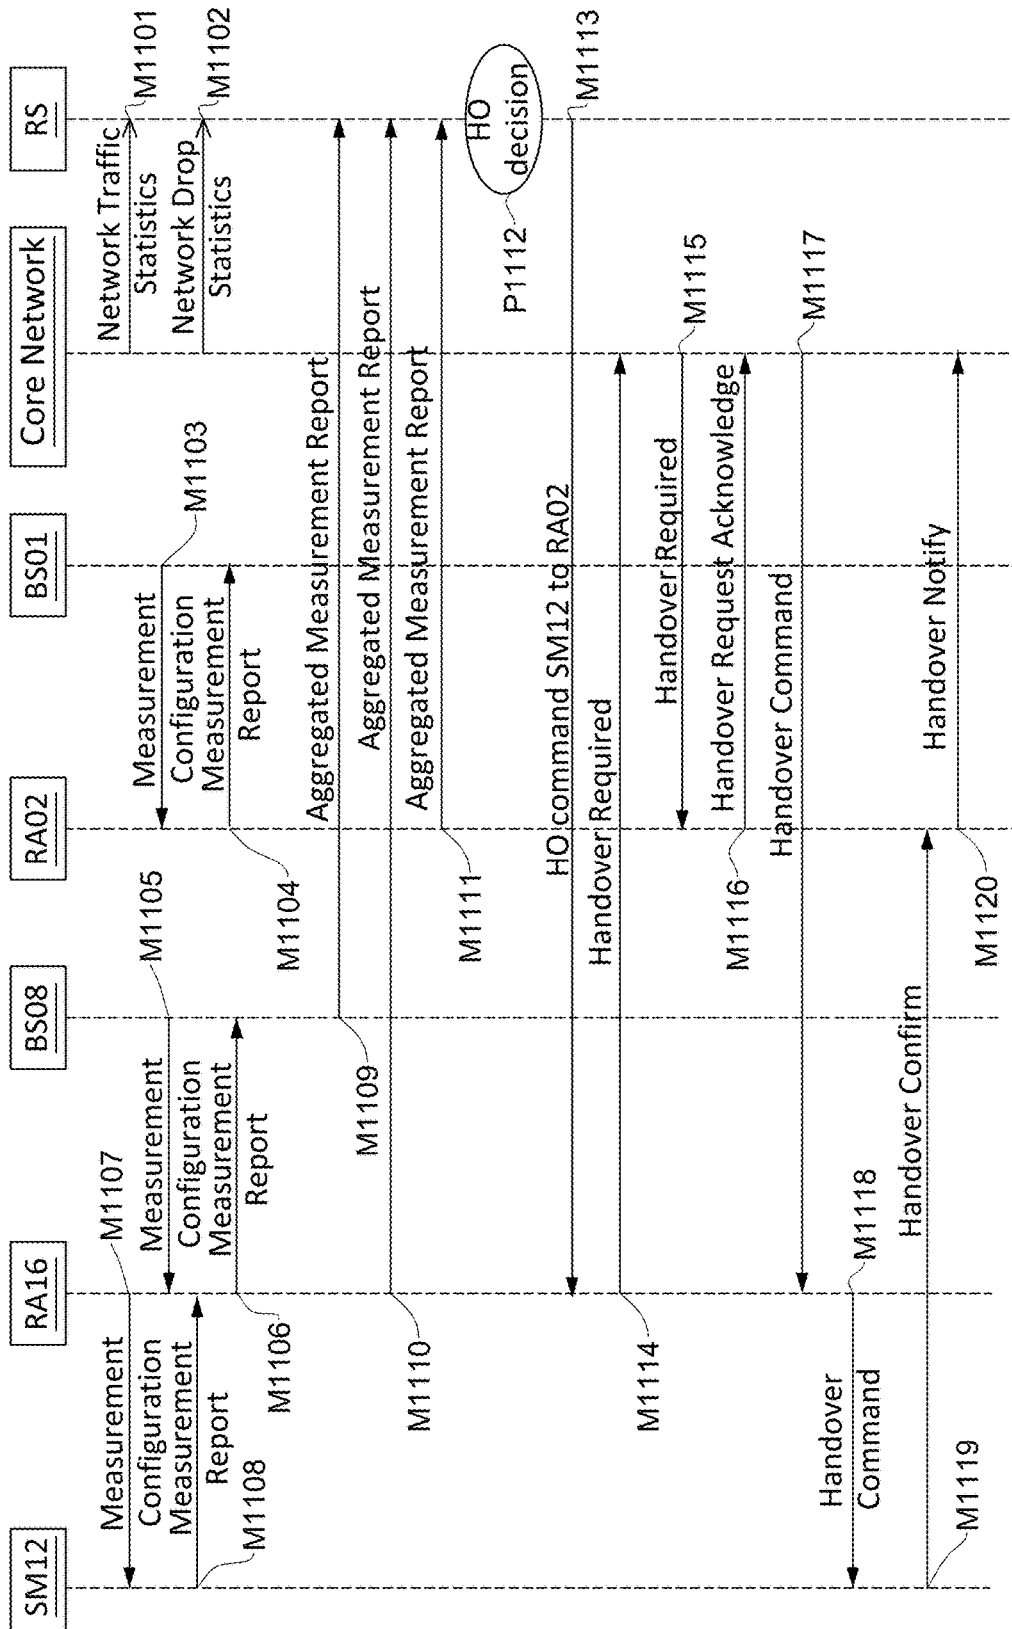 SM12
RA16
BS08
RA02
BS01
Core Network
RS
Network Traffic
Statistics
M1101
Network Drop
Statistics
M1102
Measurement
Configuration
M1103
Measurement
Report
M1104
Measurement
Configuration
M1105
Measurement
Report
M1106
Measurement
Configuration
M1107
Measurement
Report
M1108
Aggregated Measurement Report
M1109
Aggregated Measurement Report
M1110
Aggregated Measurement Report
M1111
HO
decision
P1112
HO command SM12 to RA02
M1113
Handover Required
M1114
Handover Required
M1115
Handover Request Acknowledge
M1116
Handover Command
M1117
Handover
Command
M1118
Handover Confirm
M1119
Handover Notify
M1120